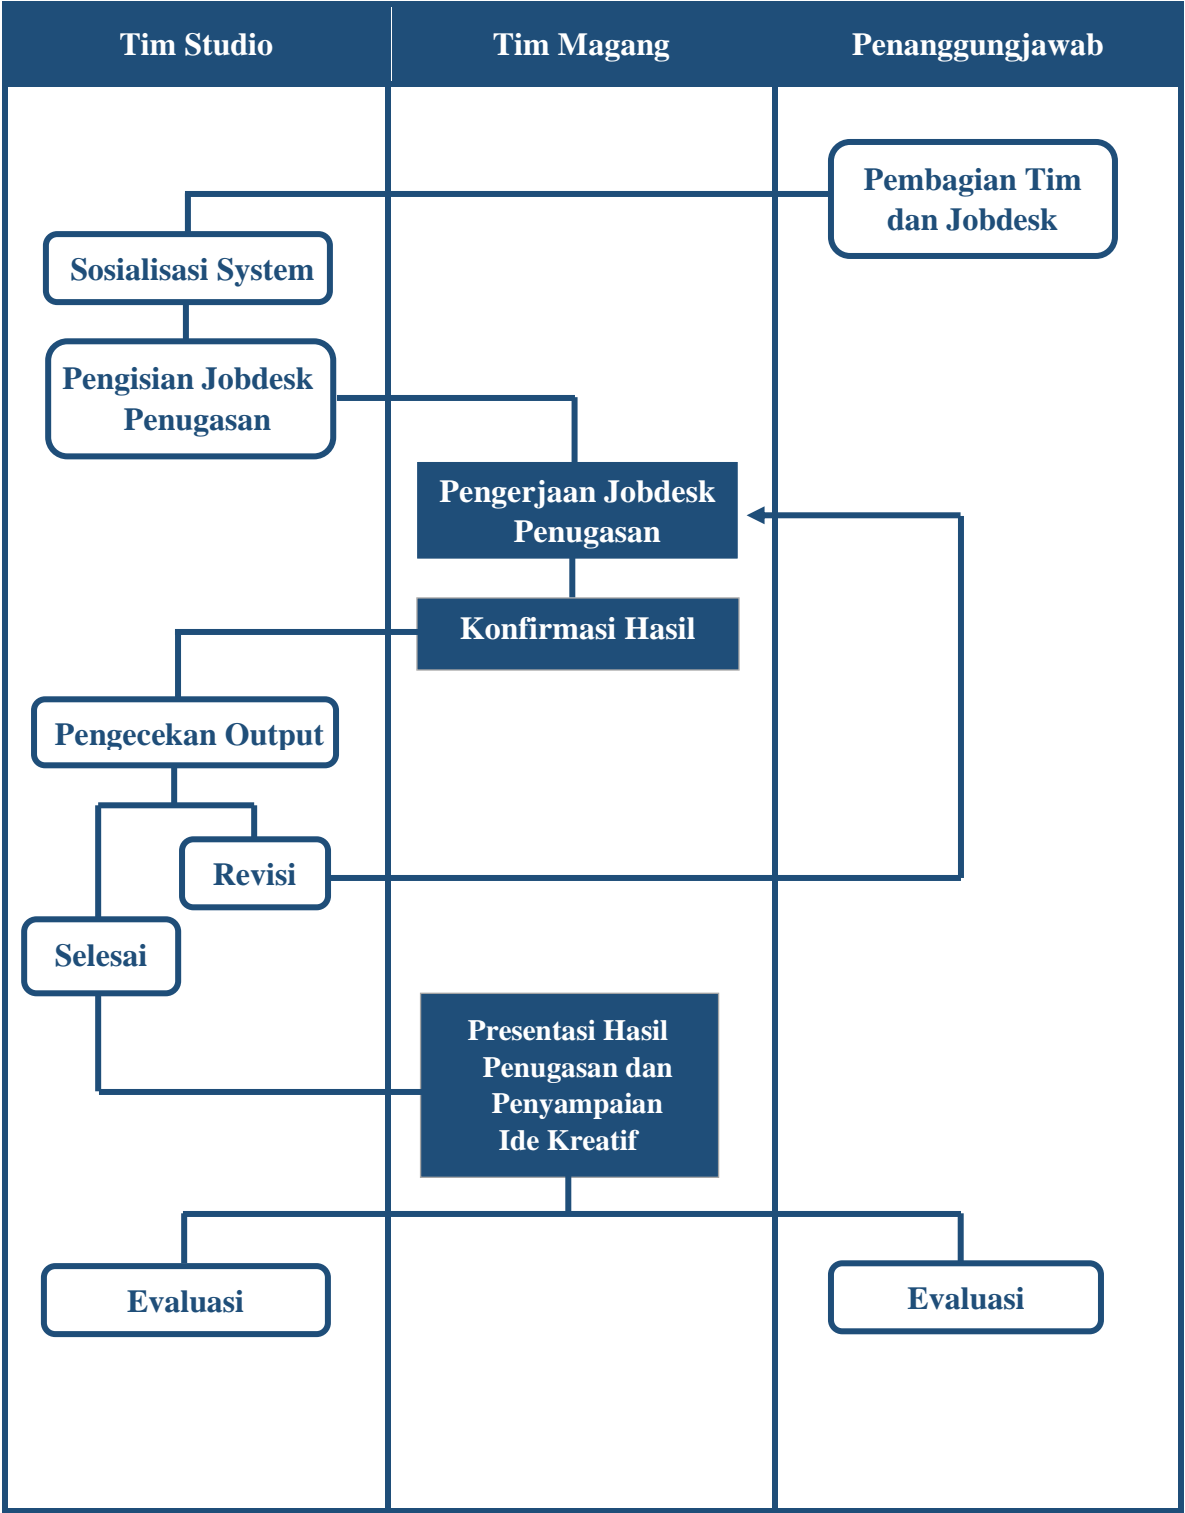 Tim Studio
Tim Magang
Penanggungjawab
Pembagian Tim
dan Jobdesk
Sosialisasi System
Pengisian Jobdesk
Penugasan
Pengerjaan Jobdesk
Penugasan
Konfirmasi Hasil
Pengecekan Output
Revisi
Selesai
Presentasi Hasil
Penugasan dan
Penyampaian
Ide Kreatif
Evaluasi
Evaluasi